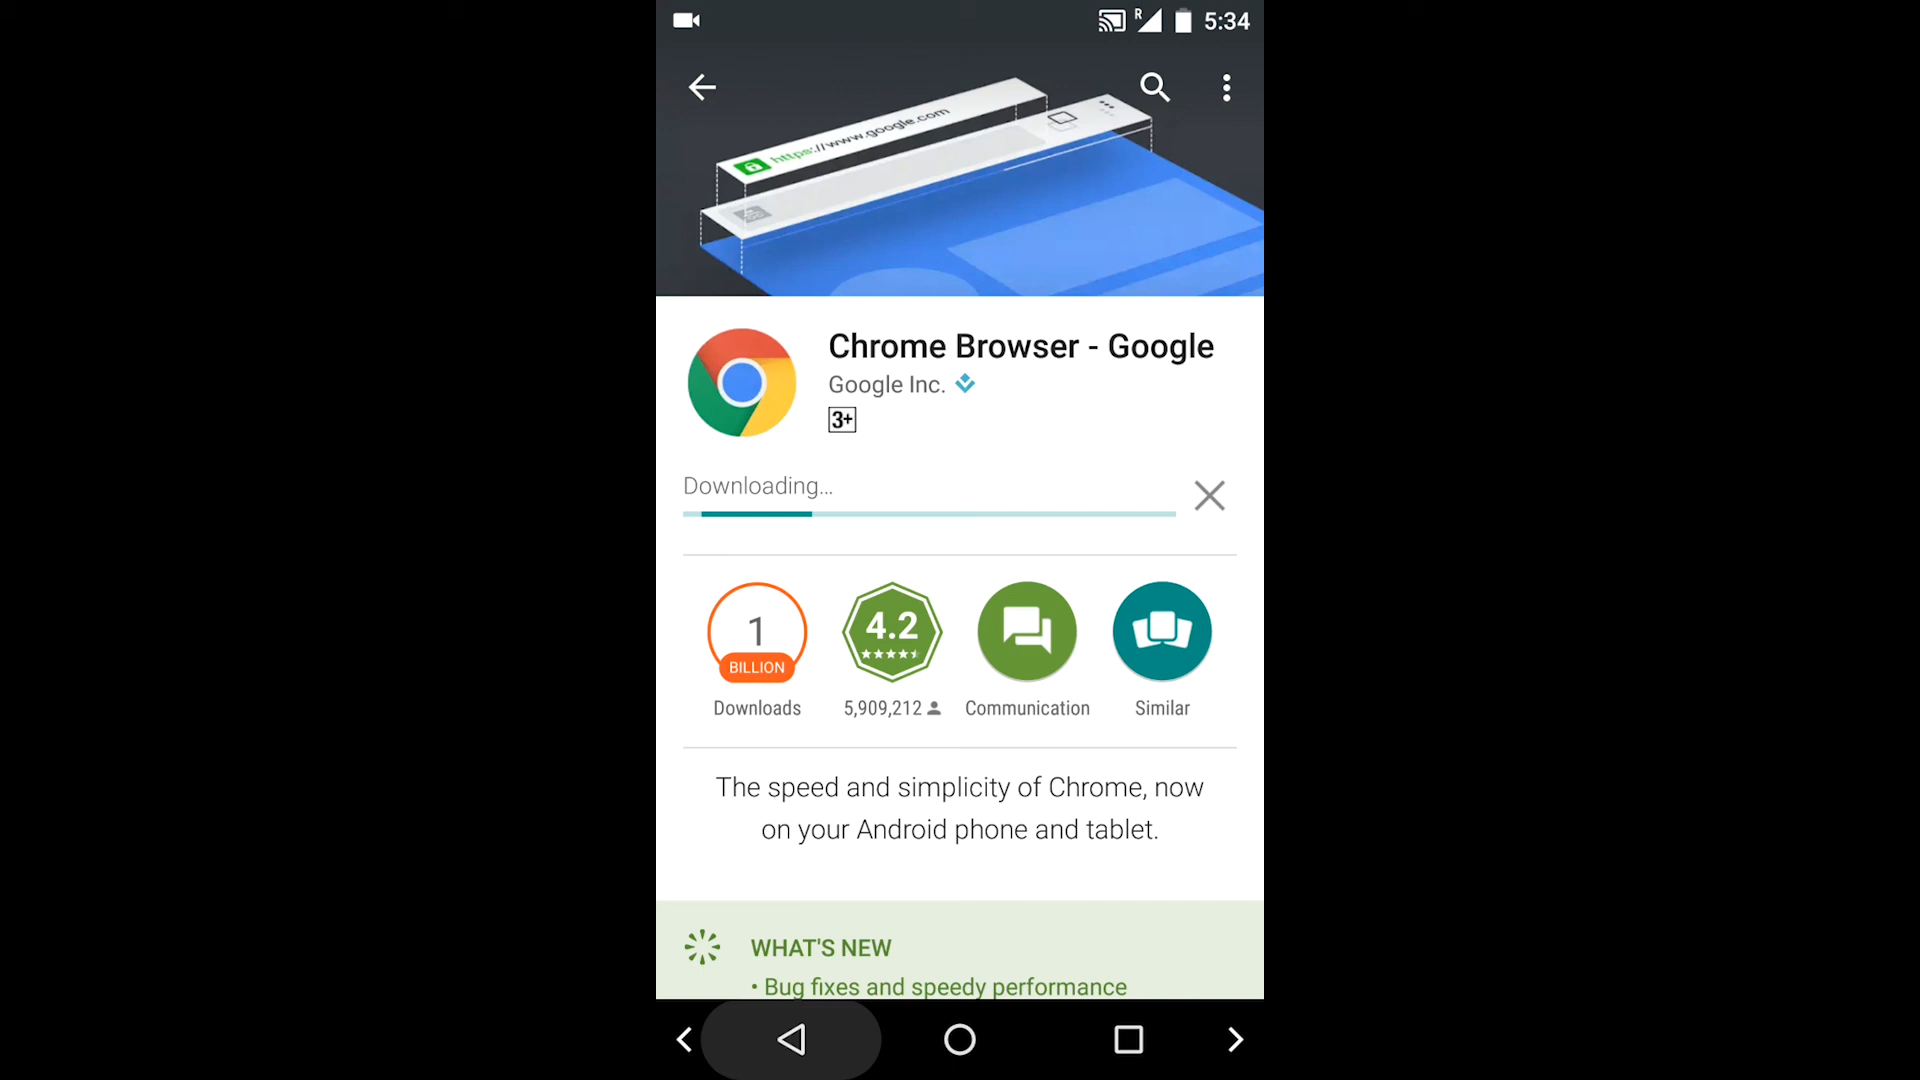 R
5:34
https://www.google.com
Chrome Browser - Google
Google Inc.
3+
Downloading...
1
BILLION
4.2
Downloads
5,909,212
Communication
Similar
The speed and simplicity of Chrome, now
on your Android phone and tablet.
WHAT'S NEW
• Bug fixes and speedy performance